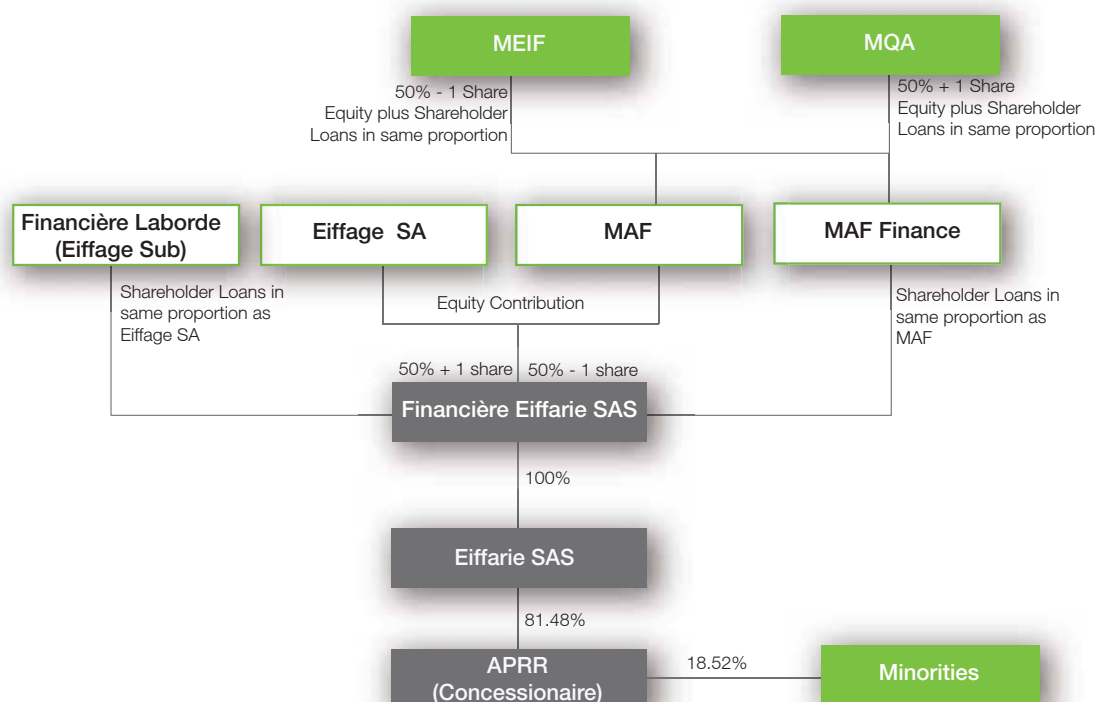 MEIF
MQA
50% - 1 Share
Equity plus Shareholder
Loans in same proportion
50% + 1 Share
Equity plus Shareholder
Loans in same proportion
Financière Laborde
(Eiffage Sub)
Eiffage SA
MAF
MAF Finance
Shareholder Loans in
same proportion as
Eiffage SA
Equity Contribution
Shareholder Loans in
same proportion as
MAF
50% + 1 share
50% - 1 share
Financière Eiffarie SAS
100%
Eiffarie SAS
81.48%
APRR
(Concessionaire)
18.52%
Minorities